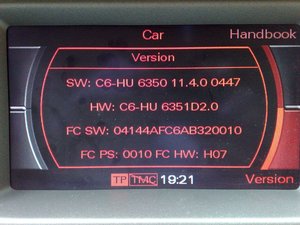 Car Handbook
Version
SW: C6-HU 6350 11.4.0 0447
HW: C6-HU 6351D2.0
FC SW: 04144AFC6AB320010
FC PS: 0010 FC HW: H07
TP TMC 19:21 Version